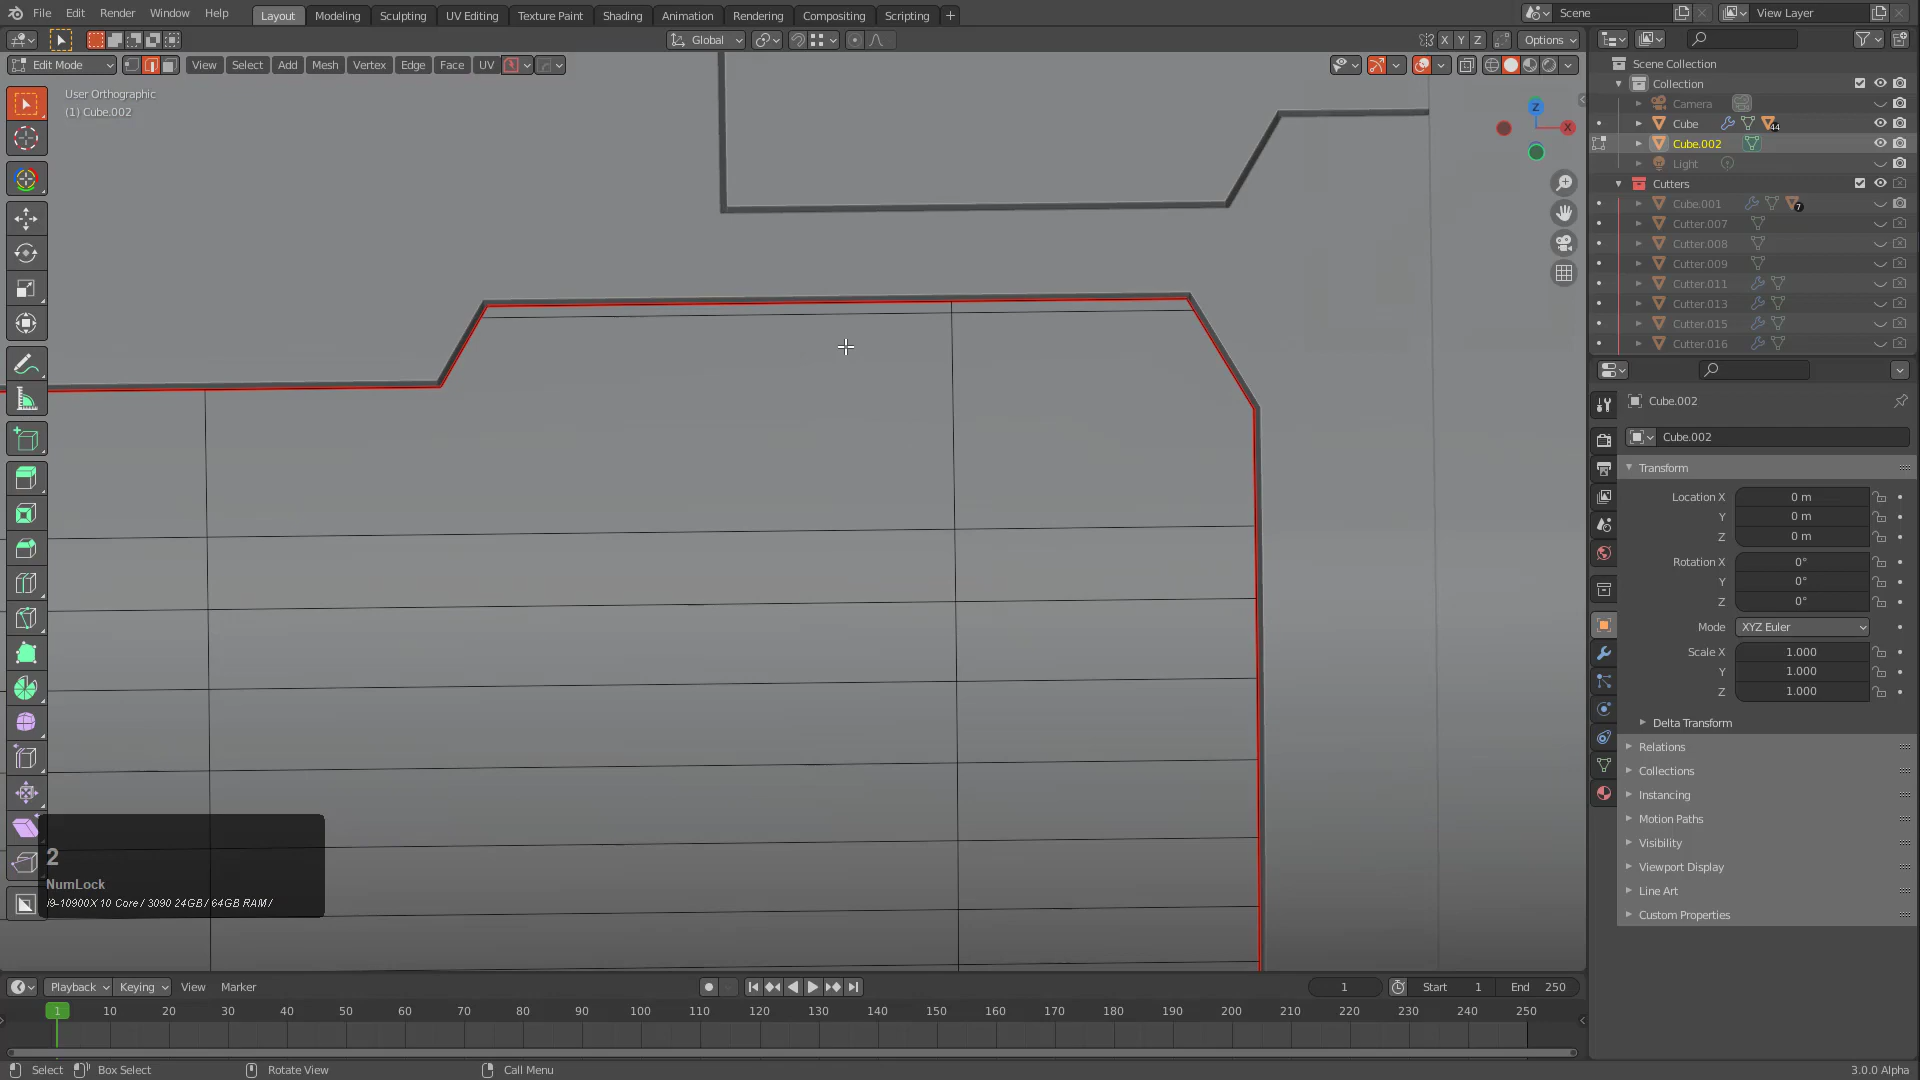 File Edit Render Window Help Layout Modeling Sculpting UV Editing Texture Paint Shading Animation Rendering Compositing Scripting + Scene View Layer
Global X Y Z Options
Edit Mode View Select Add Mesh Vertex Edge Face UV
User Orthographic
(1) Cube.002
Z
X
Scene Collection
Collection
Camera
Cube 44
Cube.002
Light
Cutters
Cube.001 7
Cutter.007
Cutter.008
Cutter.009
Cutter.011
Cutter.013
Cutter.015
Cutter.016
Cube.002
Cube.002
Transform
Location X 0 m
Y 0 m
Z 0 m
Rotation X 0°
Y 0°
Z 0°
Mode XYZ Euler
Scale X 1.000
Y 1.000
Z 1.000
Delta Transform
Relations
Collections
Instancing
Motion Paths
Visibility
Viewport Display
Line Art
Custom Properties
2
NumLock
i9-10900X 10 Core / 3090 24GB / 64GB RAM /
Playback Keying View Marker 1 Start 1 End 250
1 10 20 30 40 50 60 70 80 90 100 110 120 130 140 150 160 170 180 190 200 210 220 230 240 250
Select Box Select Rotate View Call Menu 3.0.0 Alpha